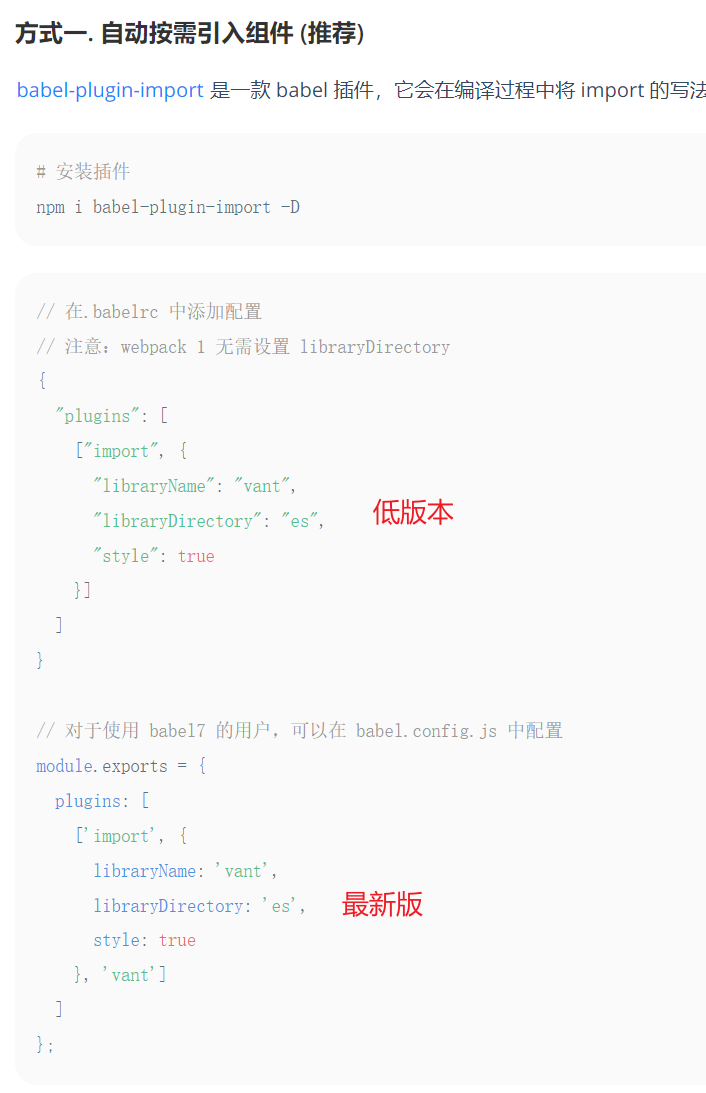 方式一. 自动按需引入组件 (推荐)
babel-plugin-import 是一款 babel 插件，它会在编译过程中将 import 的写法
# 安装插件
npm i babel-plugin-import -D
// 在.babelrc 中添加配置
// 注意：webpack 1 无需设置 libraryDirectory
{
  "plugins": [
    ["import", {
      "libraryName": "vant",
      "libraryDirectory": "es",
低版本
      "style": true
    }]
  ]
}
// 对于使用 babel7 的用户，可以在 babel.config.js 中配置
module.exports = {
  plugins: [
    ['import', {
      libraryName: 'vant',
      libraryDirectory: 'es',
最新版
      style: true
    }, 'vant']
  ]
};